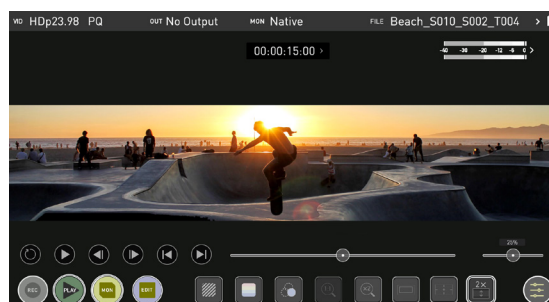 VID HDp23.98 PQ OUT No Output MON Native FILE Beach_S010_S002_T004 >
00:00:15:00 >
-40 -30 -20 -12 -6 0 >
25%
REC PLAY MON EDIT 2×